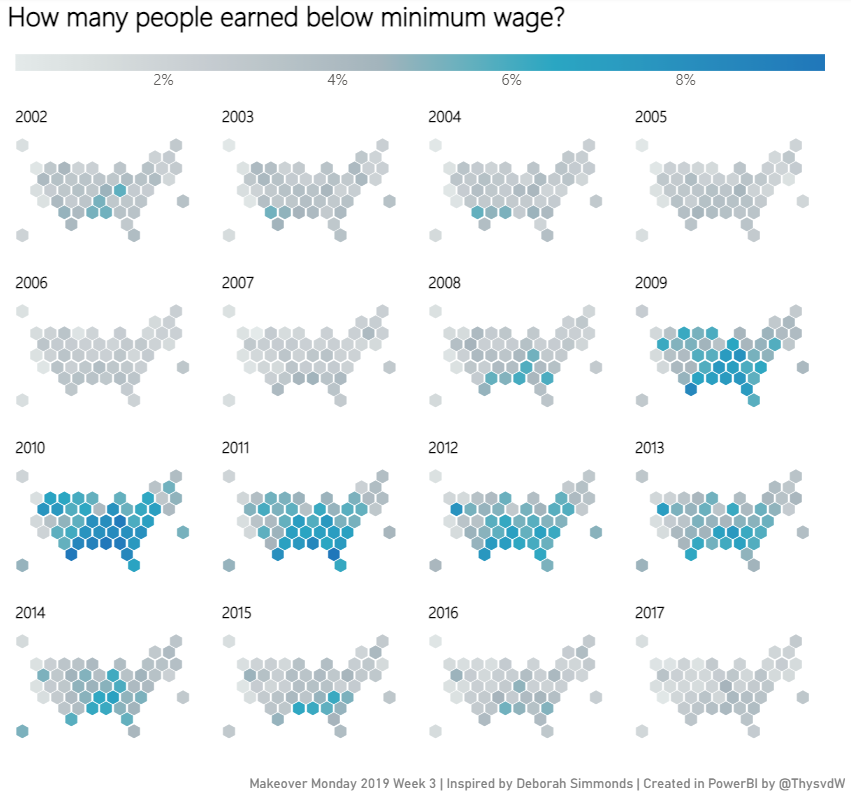 How many people earned below minimum wage?
2% 4% 6% 8%
2002 2003 2004 2005
2006 2007 2008 2009
2010 2011 2012 2013
2014 2015 2016 2017
Makeover Monday 2019 Week 3 | Inspired by Deborah Simmonds | Created in PowerBI by @ThysvdW